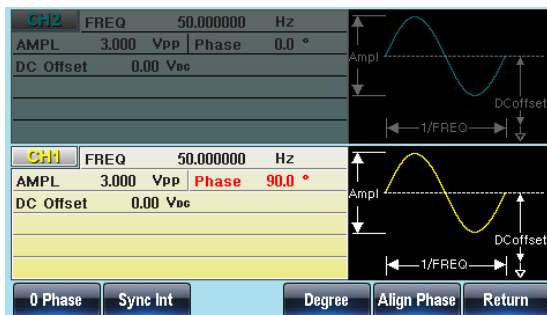 CH2 FREQ 50.000000 Hz
AMPL 3.000 Vpp Phase 0.0 °
DC Offset 0.00 VDC
Ampl
DCoffset
1/FREQ
CH1 FREQ 50.000000 Hz
AMPL 3.000 Vpp Phase 90.0 °
DC Offset 0.00 VDC
Ampl
DCoffset
1/FREQ
0 Phase Sync Int Degree Align Phase Return